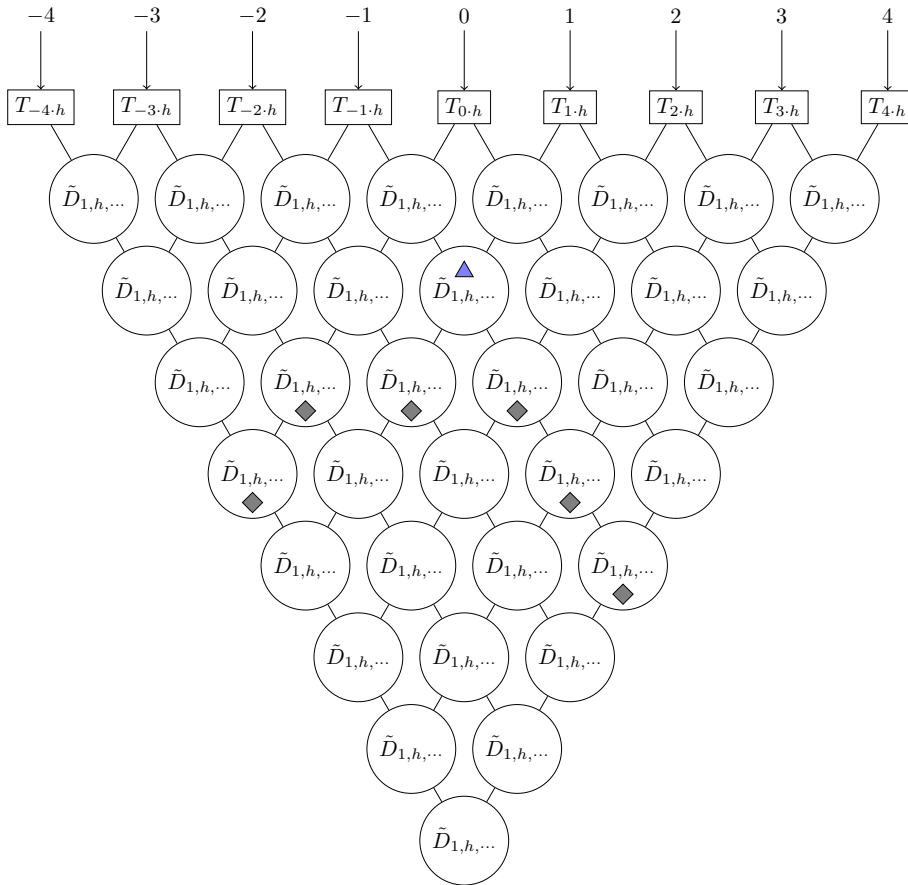 −4 −3 −2 −1 0 1 2 3 4
T₋₄·ₕ T₋₃·ₕ T₋₂·ₕ T₋₁·ₕ T₀·ₕ T₁·ₕ T₂·ₕ T₃·ₕ T₄·ₕ
D̃₁,ₕ,... D̃₁,ₕ,... D̃₁,ₕ,... D̃₁,ₕ,... D̃₁,ₕ,... D̃₁,ₕ,... D̃₁,ₕ,... D̃₁,ₕ,...
D̃₁,ₕ,... D̃₁,ₕ,... D̃₁,ₕ,... D̃₁,ₕ,... D̃₁,ₕ,... D̃₁,ₕ,... D̃₁,ₕ,...
D̃₁,ₕ,... D̃₁,ₕ,... D̃₁,ₕ,... D̃₁,ₕ,... D̃₁,ₕ,... D̃₁,ₕ,...
D̃₁,ₕ,... D̃₁,ₕ,... D̃₁,ₕ,... D̃₁,ₕ,... D̃₁,ₕ,...
D̃₁,ₕ,... D̃₁,ₕ,... D̃₁,ₕ,... D̃₁,ₕ,...
D̃₁,ₕ,... D̃₁,ₕ,... D̃₁,ₕ,...
D̃₁,ₕ,... D̃₁,ₕ,...
D̃₁,ₕ,...